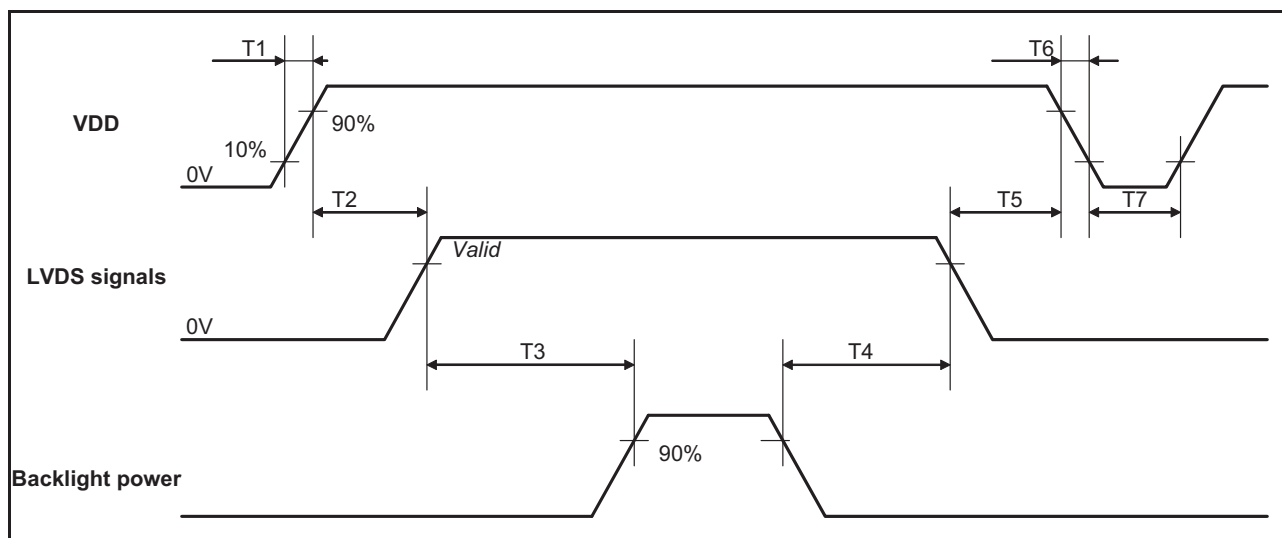 T1
T6
VDD
90%
10%
0V
T2
T5
T7
Valid
LVDS signals
0V
T3
T4
90%
Backlight power